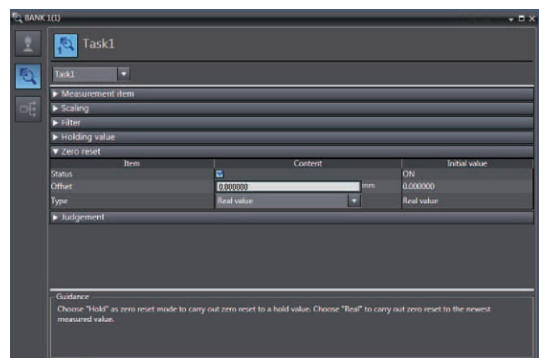 BANK 1(1)
Task1
Task1
Measurement item
Scaling
Filter
Holding value
Zero reset
Item Content Initial value
Status ON
Offset 0.000000 mm 0.000000
Type Real value Real value
Judgement
Guidance
Choose "Hold" as zero reset mode to carry out zero reset to a hold value. Choose "Real" to carry out zero reset to the newest
measured value.